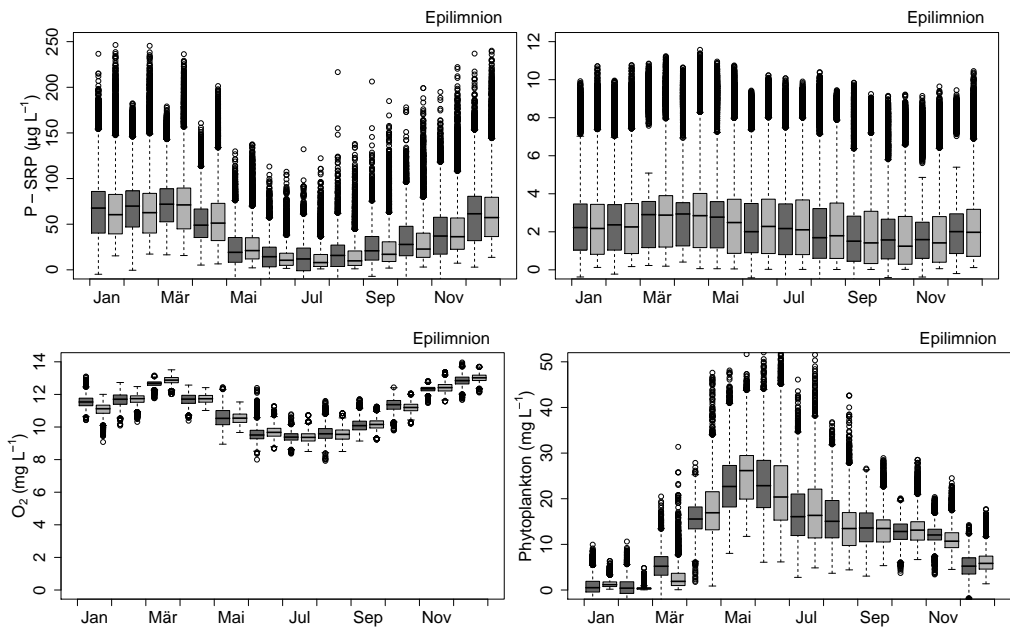 Epilimnion
P − SRP (µg L−1)
250
200
150
100
50
0
Jan Mär Mai Jul Sep Nov
Epilimnion
12
10
8
6
4
2
0
Jan Mär Mai Jul Sep Nov
Epilimnion
O2 (mg L−1)
14
12
10
8
6
4
2
0
Jan Mär Mai Jul Sep Nov
Epilimnion
Phytoplankton (mg L−1)
50
40
30
20
10
0
Jan Mär Mai Jul Sep Nov